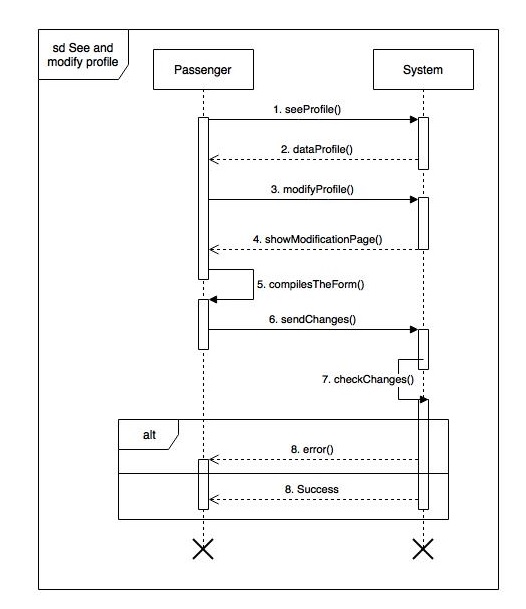 sd See and
modify profile
Passenger
System
1. seeProfile()
2. dataProfile()
3. modifyProfile()
4. showModificationPage()
5. compilesTheForm()
6. sendChanges()
7. checkChanges()
alt
8. error()
8. Success